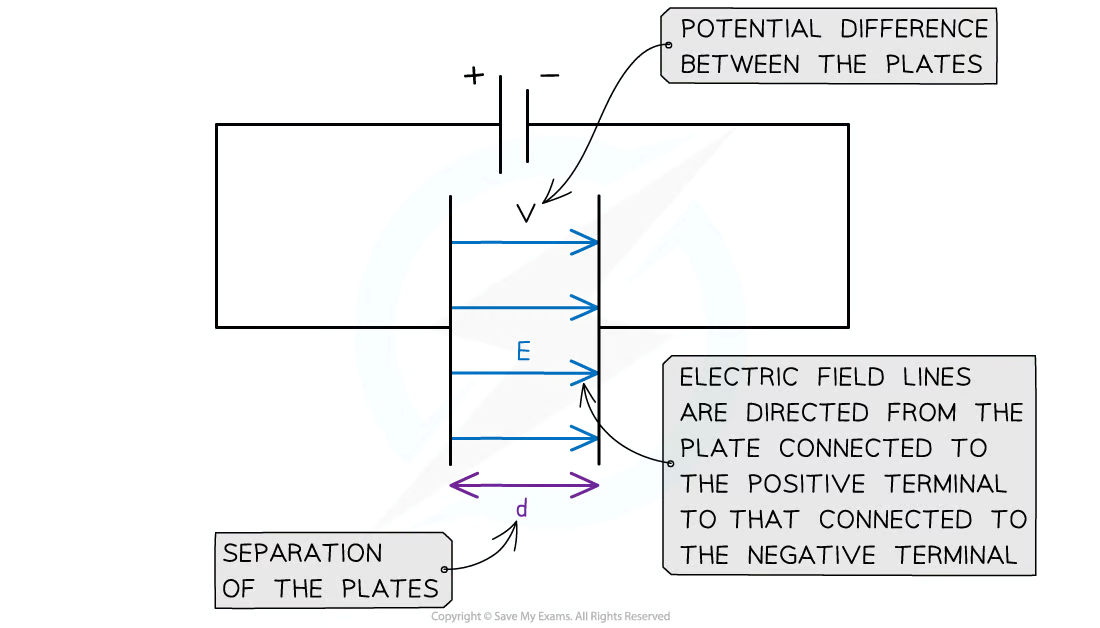 POTENTIAL DIFFERENCE
BETWEEN THE PLATES
+ −
V
E
ELECTRIC FIELD LINES
ARE DIRECTED FROM THE
PLATE CONNECTED TO
THE POSITIVE TERMINAL
TO THAT CONNECTED TO
THE NEGATIVE TERMINAL
d
SEPARATION
OF THE PLATES
Copyright © Save My Exams. All Rights Reserved